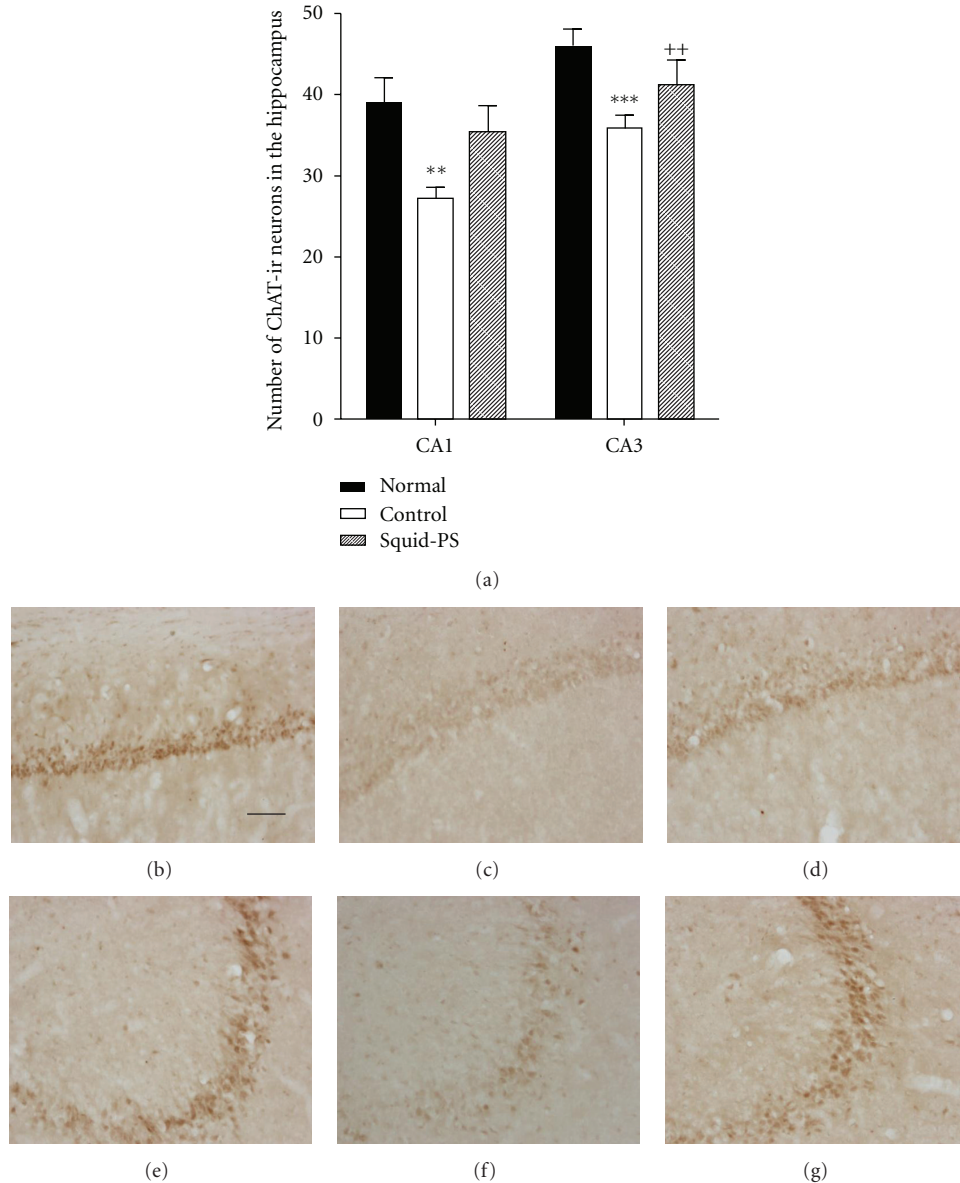 Number of ChAT-ir neurons in the hippocampus
50
40
30
20
10
0
**
***
++
CA1
CA3
Normal
Control
Squid-PS
(a)
(b)
(c)
(d)
(e)
(f)
(g)